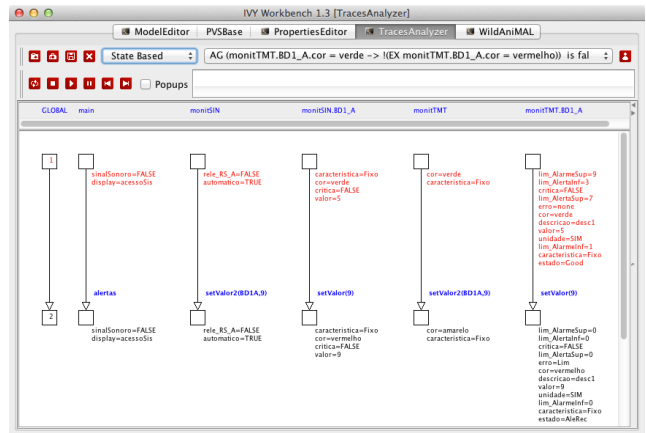 IVY Workbench 1.3 [TracesAnalyzer]
ModelEditor PVSBase PropertiesEditor TracesAnalyzer WildAniMAL
State Based AG (monitTMT.BD1_A.cor = verde -> !(EX monitTMT.BD1_A.cor = vermelho)) is fal
Popups
GLOBAL main monitSIN monitSIN.BD1_A monitTMT monitTMT.BD1_A
1
sinalSonoro=FALSE
display=acessoSis
rele_RS_A=FALSE
automatico=TRUE
caracteristica=Fixo
cor=verde
critica=FALSE
valor=5
cor=verde
caracteristica=Fixo
lim_AlarmeSup=9
lim_AlertaInf=3
critica=FALSE
lim_AlertaSup=7
erro=none
cor=verde
descricao=desc1
valor=5
unidade=SIM
lim_AlarmeInf=1
caracteristica=Fixo
estado=Good
alertas setValor2(BD1A,9) setValor(9) setValor2(BD1A,9) setValor(9)
2
sinalSonoro=FALSE
display=acessoSis
rele_RS_A=FALSE
automatico=TRUE
caracteristica=Fixo
cor=vermelho
critica=FALSE
valor=9
cor=amarelo
caracteristica=Fixo
lim_AlarmeSup=0
lim_AlertaInf=0
critica=FALSE
lim_AlertaSup=0
erro=Lim
cor=vermelho
descricao=desc1
valor=9
unidade=SIM
lim_AlarmeInf=0
caracteristica=Fixo
estado=AleRec